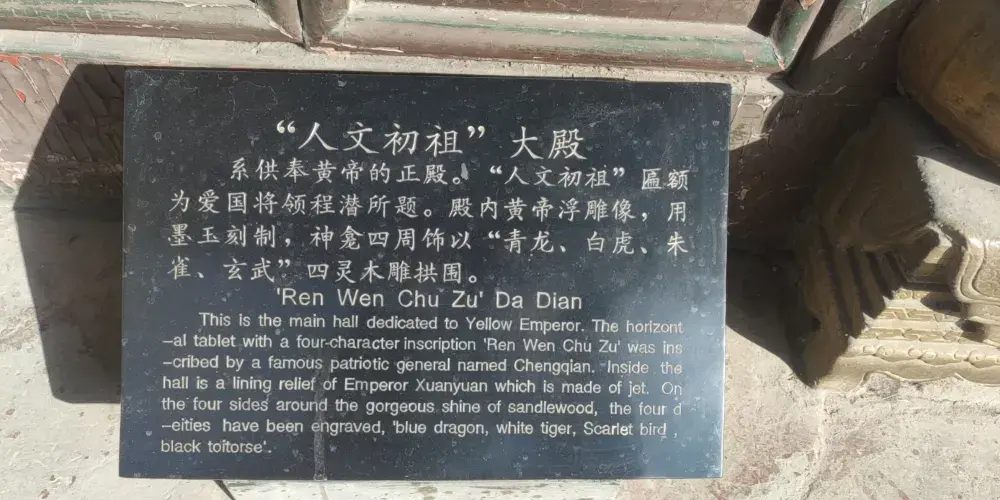 “人文初祖”大殿
系供奉黄帝的正殿。“人文初祖”匾额
为爱国将领程潜所题。殿内黄帝浮雕像，用
墨玉刻制，神龛四周饰以“青龙、白虎、朱
雀、玄武”四灵木雕拱围。
'Ren Wen Chu Zu' Da Dian
This is the main hall dedicated to Yellow Emperor. The horizont
-al tablet with a four-character inscription 'Ren Wen Chu Zu' was ins
-cribed by a famous patriotic general named Chengqian. Inside the
hall is a lining relief of Emperor Xuanyuan which is made of jet. On
the four sides around the gorgeous shine of sandlewood, the four d
-eities have been engraved, 'blue dragon, white tiger, Scarlet bird ,
black toitorse'.